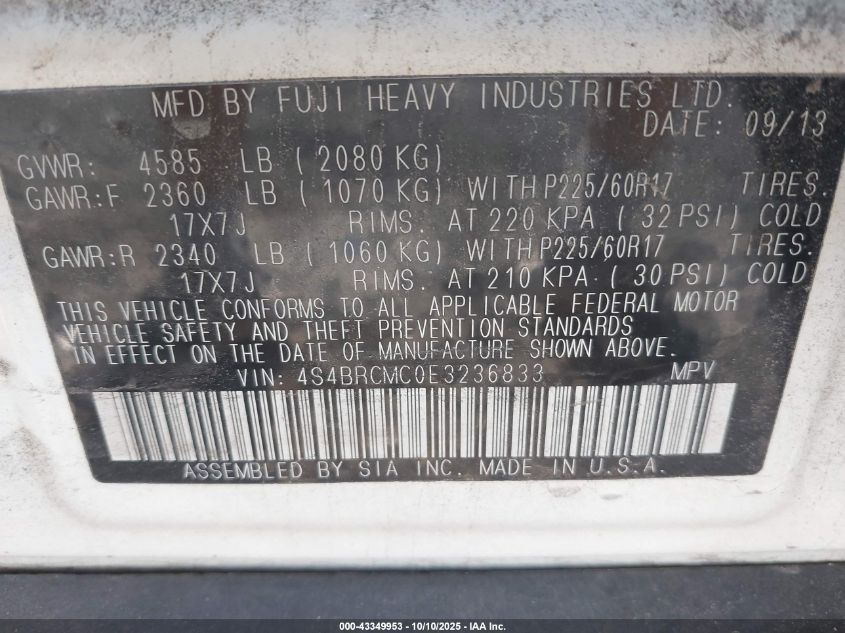 MFD BY FUJI HEAVY INDUSTRIES LTD.
DATE: 09/13
GVWR: 4585 LB ( 2080 KG)
GAWR:F 2360 LB ( 1070 KG) WITH P225/60R17 TIRES.
17X7J RIMS. AT 220 KPA ( 32 PSI) COLD
GAWR:R 2340 LB ( 1060 KG) WITH P225/60R17 TIRES.
17X7J RIMS. AT 210 KPA ( 30 PSI) COLD
THIS VEHICLE CONFORMS TO ALL APPLICABLE FEDERAL MOTOR
VEHICLE SAFETY AND THEFT PREVENTION STANDARDS
IN EFFECT ON THE DATE OF MANUFACTURE SHOWN ABOVE.
VIN: 4S4BRCMC0E3236833 MPV
ASSEMBLED BY SIA INC. MADE IN U.S.A.
000-43349953 - 10/10/2025 - IAA Inc.